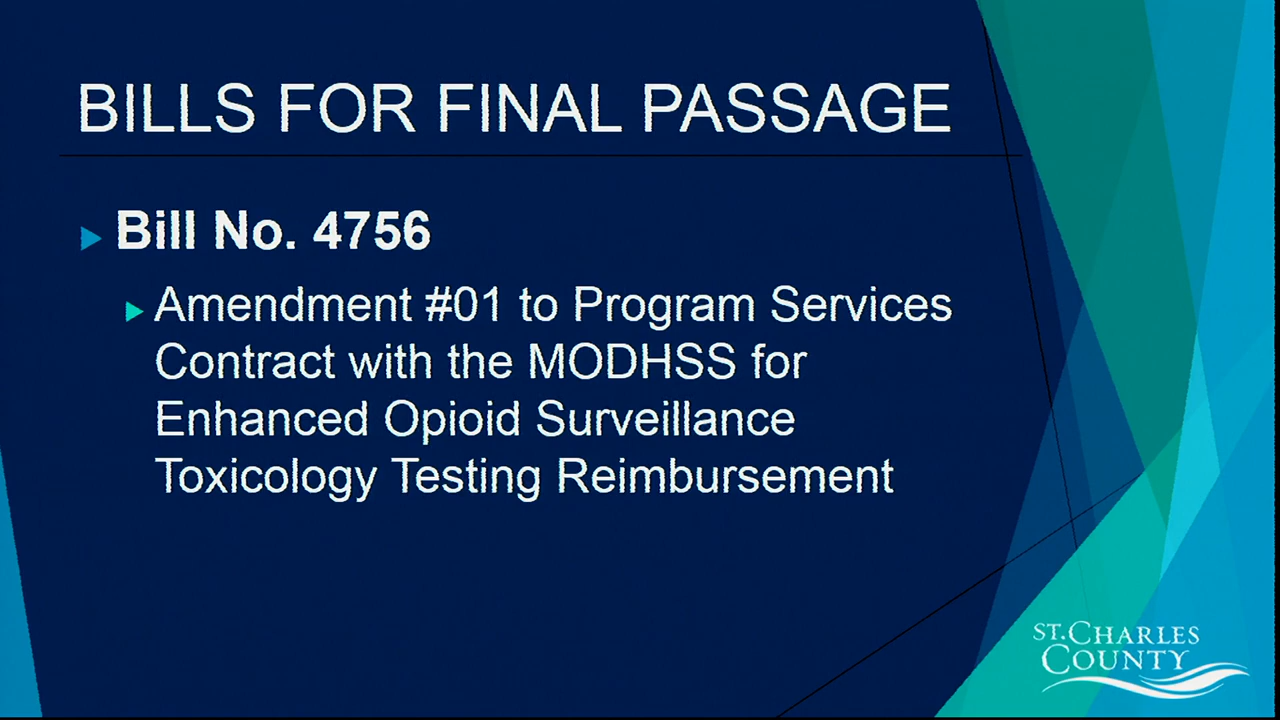 BILLS FOR FINAL PASSAGE
Bill No. 4756
Amendment #01 to Program Services
Contract with the MODHSS for
Enhanced Opioid Surveillance
Toxicology Testing Reimbursement
ST. CHARLES
COUNTY